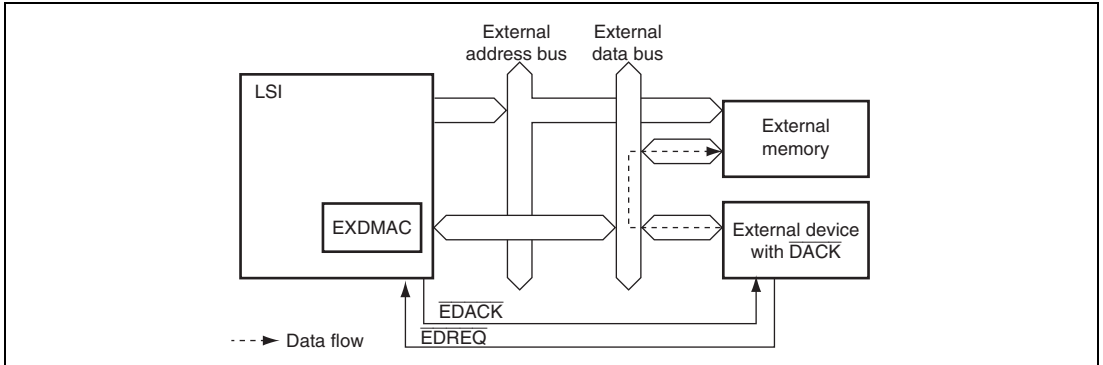 External
address bus
External
data bus
LSI
External
memory
EXDMAC
External device
with DACK
EDACK
EDREQ
Data flow